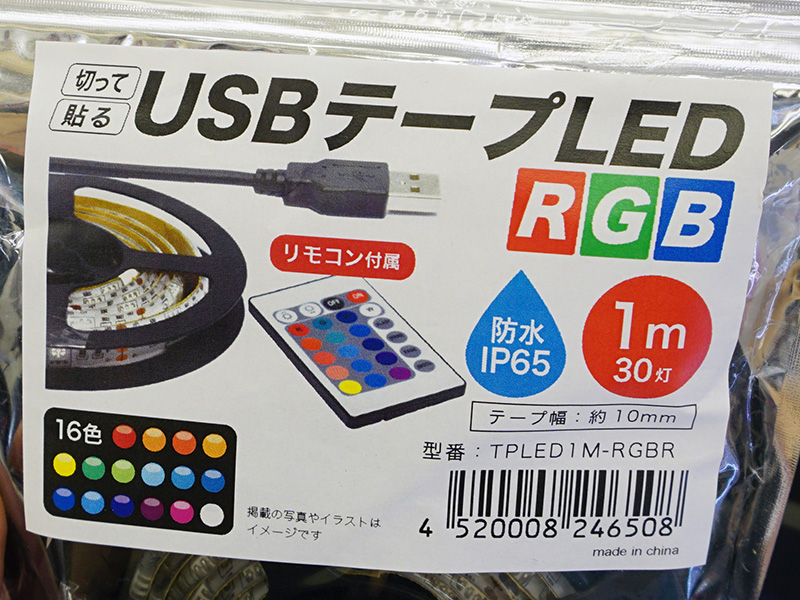 切って
貼る
USBテープLED
RGB
リモコン付属
OFF
ON
防水
IP65
1m
30灯
テープ幅：約10mm
16色
型番：TPLED1M-RGBR
掲載の写真やイラストは
イメージです
4 520008 246508
made in china